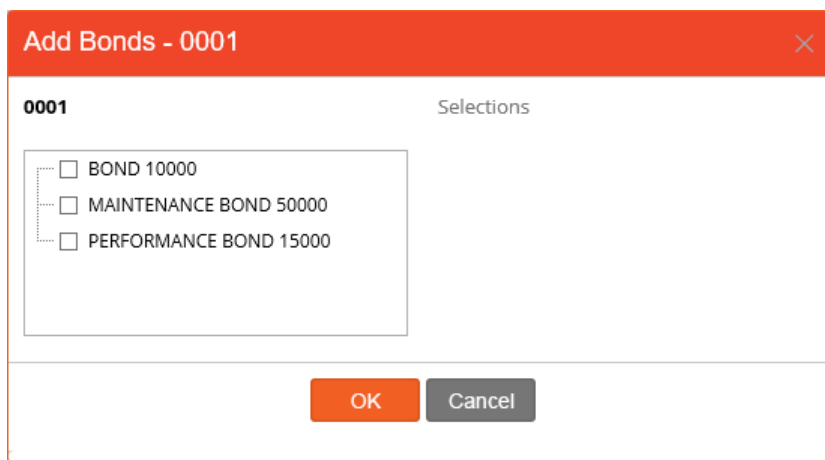 Add Bonds - 0001
0001
Selections
BOND 10000
MAINTENANCE BOND 50000
PERFORMANCE BOND 15000
OK
Cancel